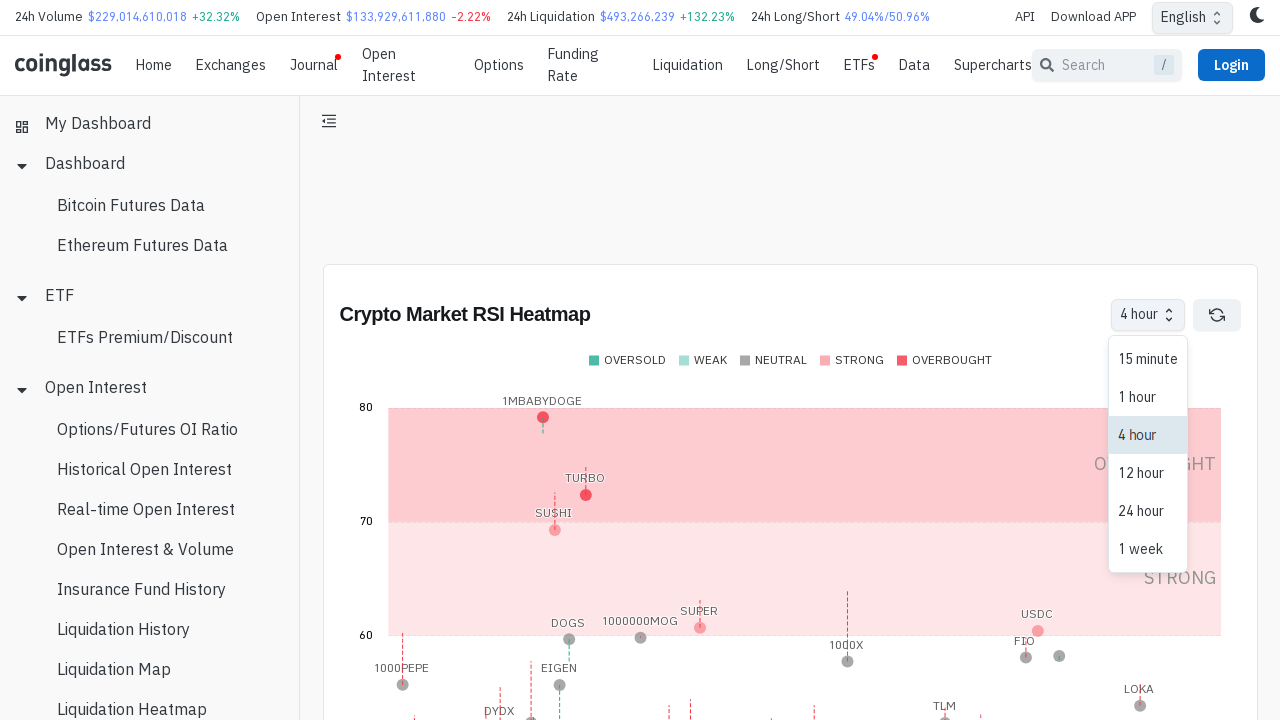 24h Volume $229,014,610,018 +32.32% Open Interest $133,929,611,880 -2.22% 24h Liquidation $493,266,239 +132.23% 24h Long/Short 49.04%/50.96% API Download APP English
coinglass Home Exchanges Journal Open Interest Options Funding Rate Liquidation Long/Short ETFs Data Supercharts Search / Login
My Dashboard
Dashboard
Bitcoin Futures Data
Ethereum Futures Data
ETF
ETFs Premium/Discount
Open Interest
Options/Futures OI Ratio
Historical Open Interest
Real-time Open Interest
Open Interest & Volume
Insurance Fund History
Liquidation History
Liquidation Map
Liquidation Heatmap
Crypto Market RSI Heatmap
4 hour
15 minute
1 hour
4 hour
12 hour
24 hour
1 week
OVERSOLD WEAK NEUTRAL STRONG OVERBOUGHT
80
70
60
STRONG
1MBABYDOGE
TURBO
SUSHI
SUPER
DOGS
1000000MOG
USDC
FIO
1000X
1000PEPE
EIGEN
LOKA
TLM
DYDX